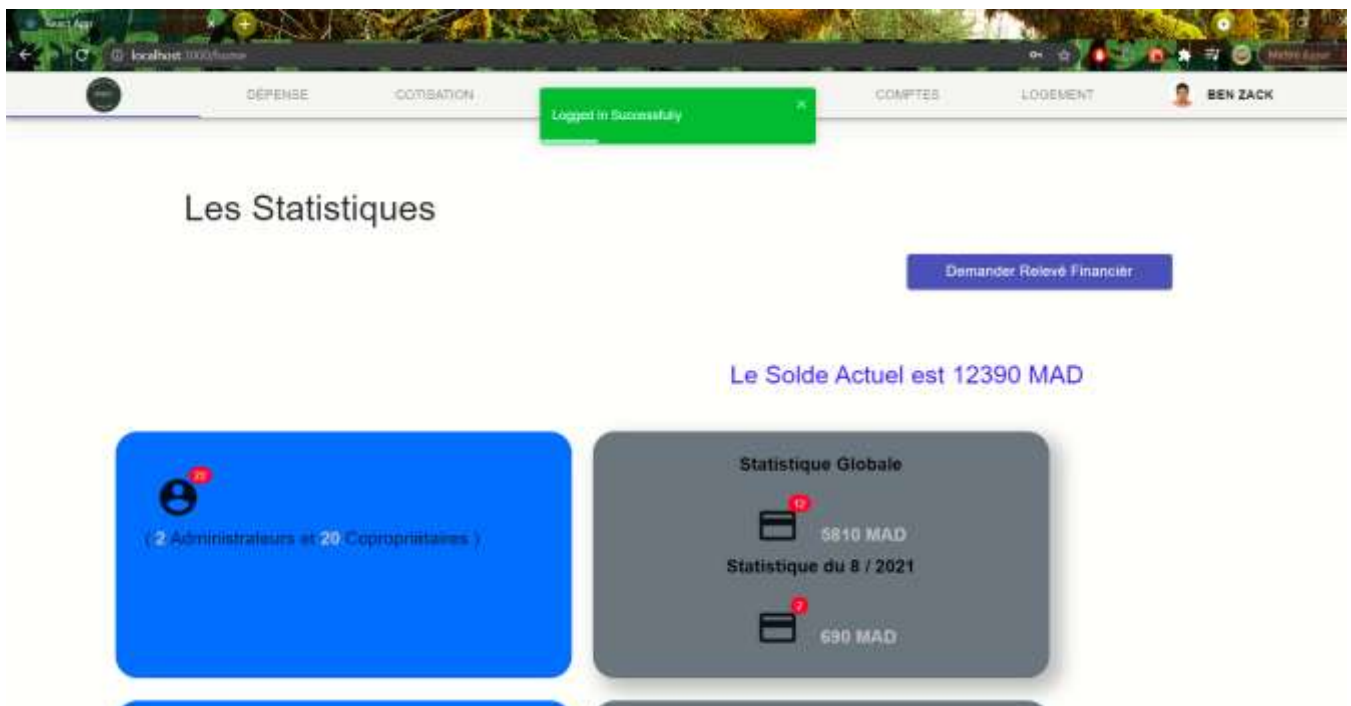 React App
localhost:3000/home
DÉPENSE COTISATION COMPTES LOGEMENT BEN ZACK
Logged in Successfully
Les Statistiques
Demander Relevé Financièr
Le Solde Actuel est 12390 MAD
22
( 2 Administrateurs et 20 Copropriétaires )
Statistique Globale
12
5810 MAD
Statistique du 8 / 2021
2
690 MAD